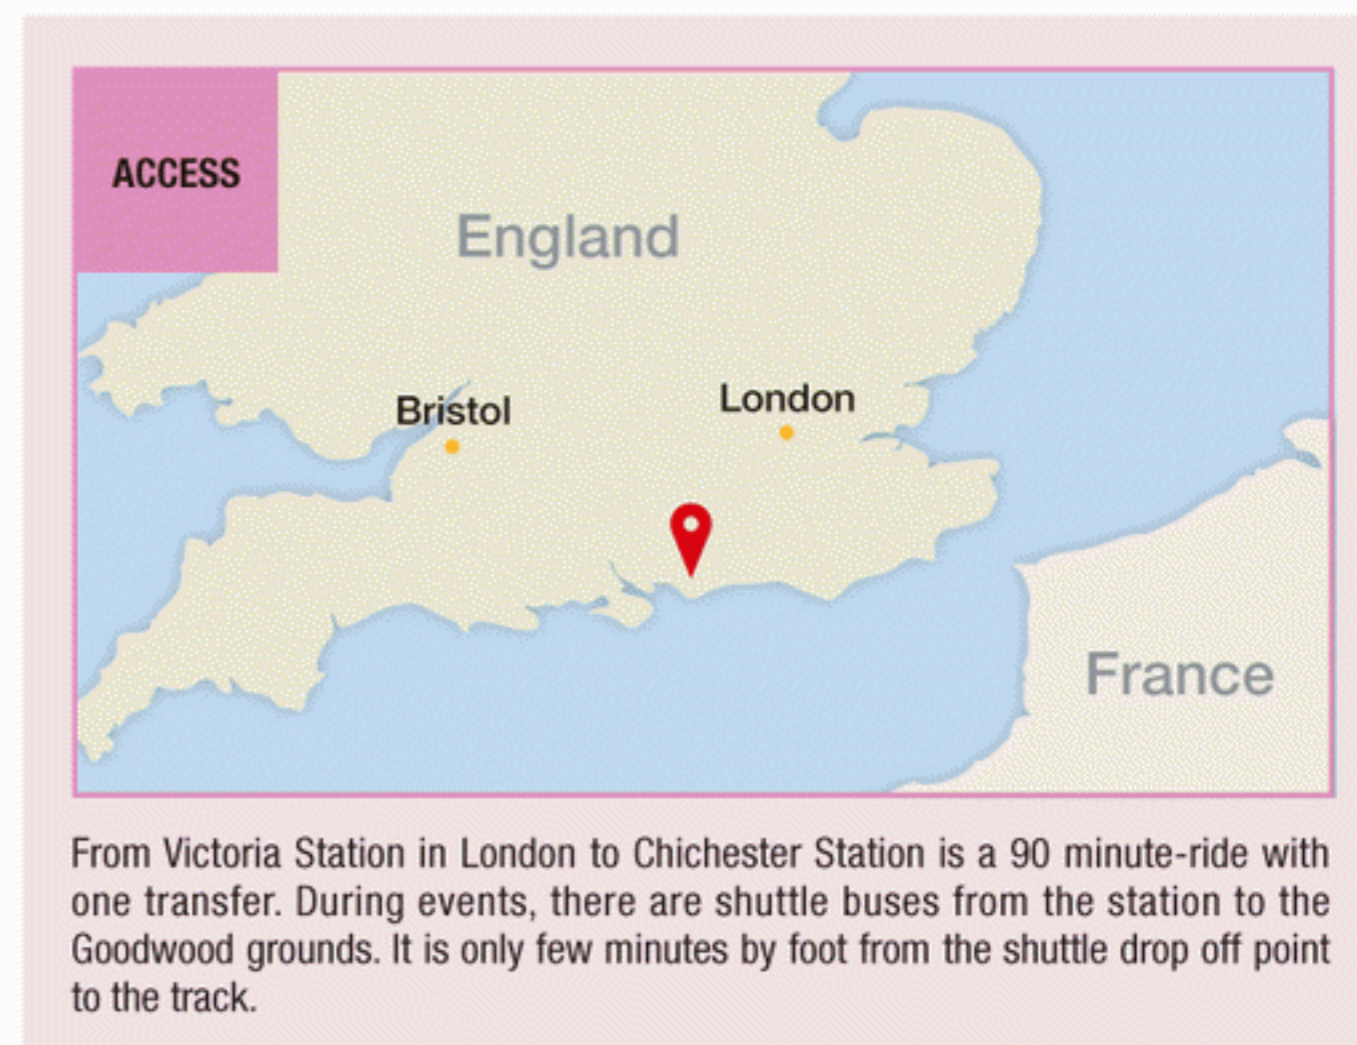 ACCESS
England
Bristol
London
France
From Victoria Station in London to Chichester Station is a 90 minute-ride with
one transfer. During events, there are shuttle buses from the station to the
Goodwood grounds. It is only few minutes by foot from the shuttle drop off point
to the track.